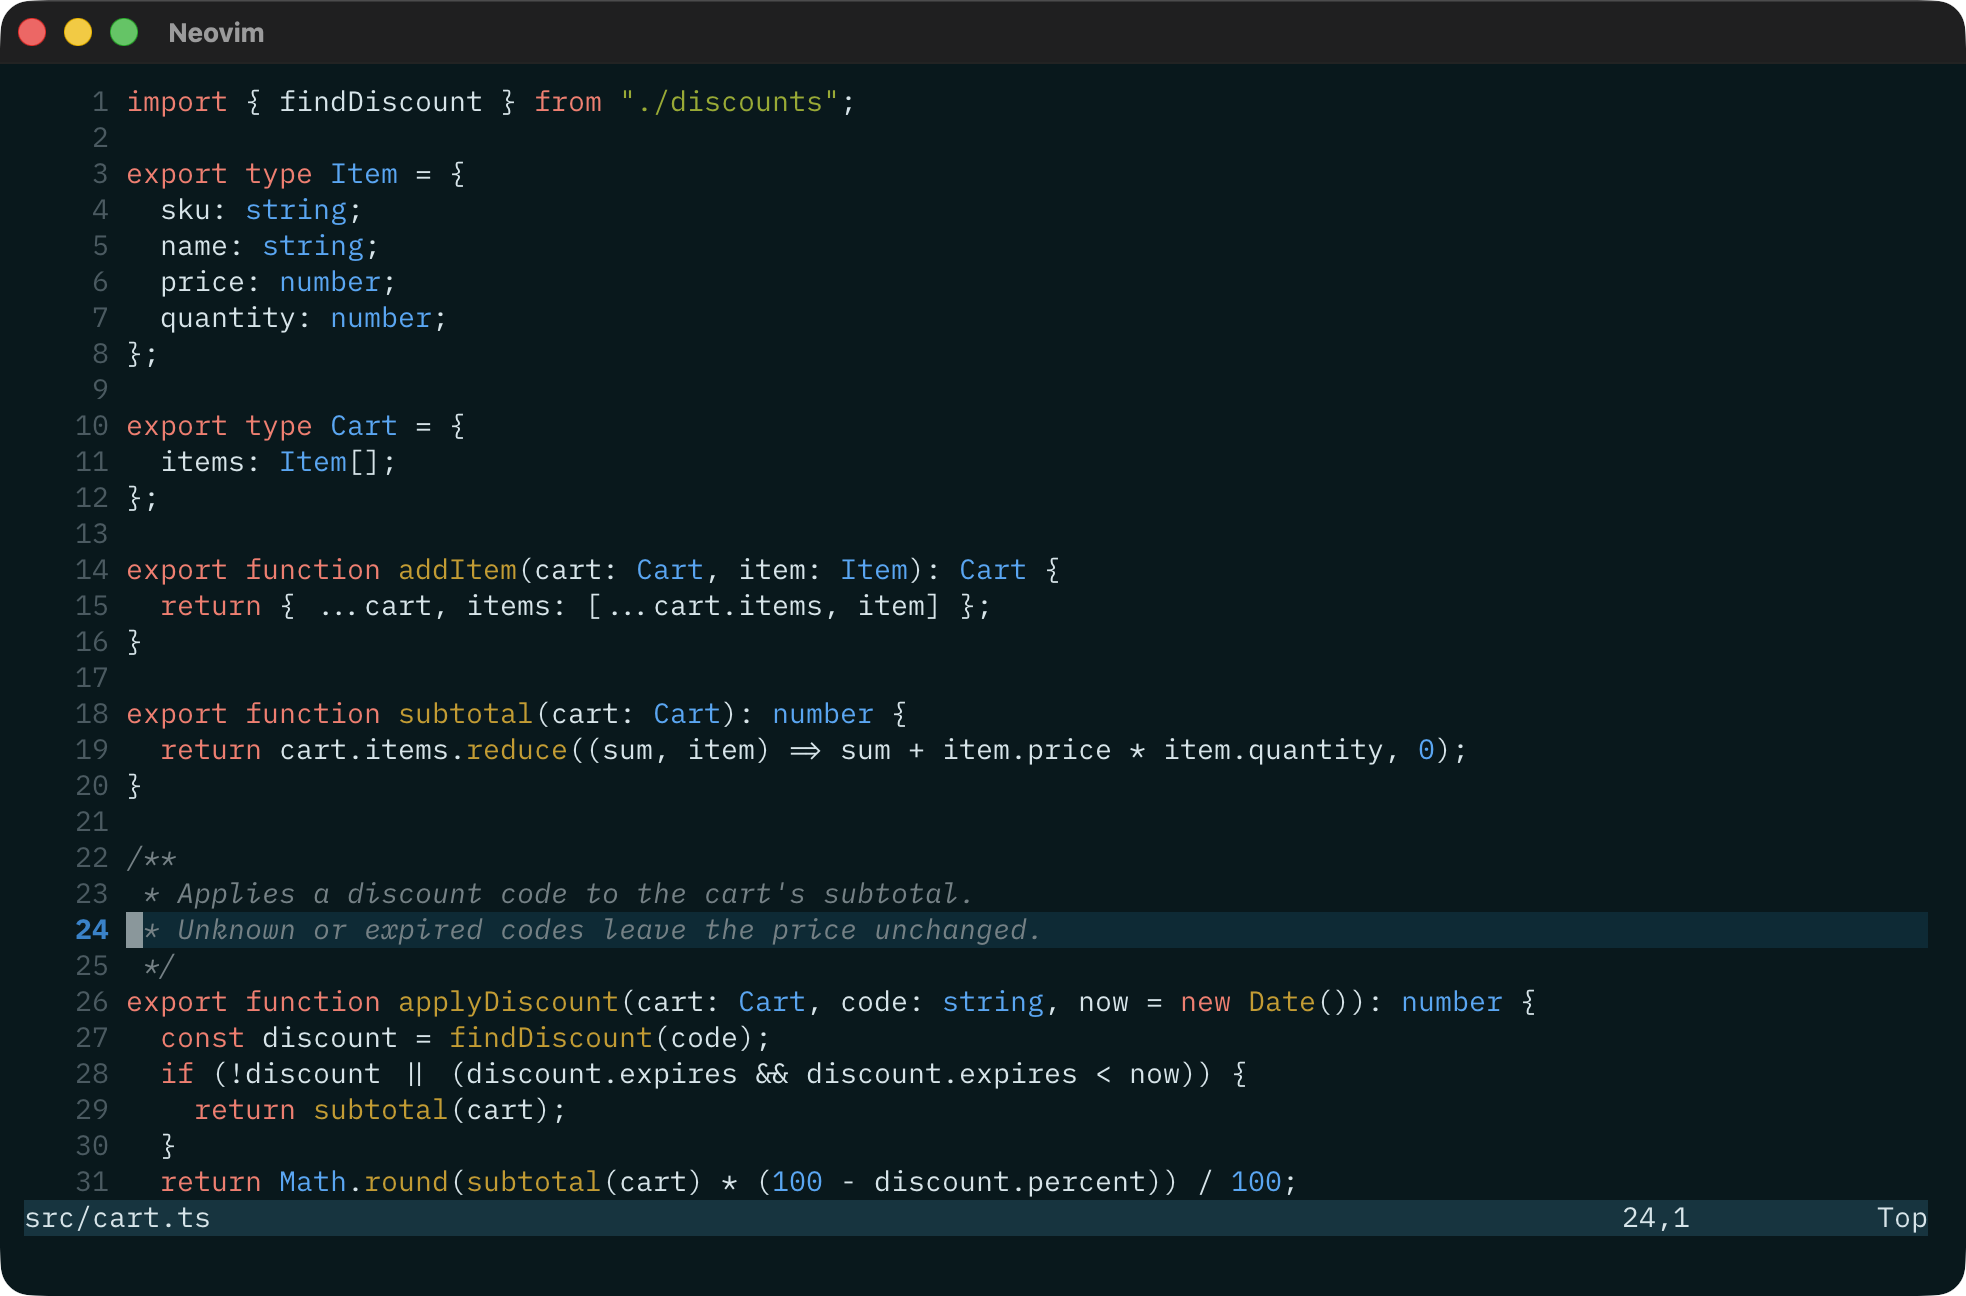 Neovim
1 import { findDiscount } from "./discounts";
2
3 export type Item = {
4   sku: string;
5   name: string;
6   price: number;
7   quantity: number;
8 };
9
10 export type Cart = {
11   items: Item[];
12 };
13
14 export function addItem(cart: Cart, item: Item): Cart {
15   return { ...cart, items: [...cart.items, item] };
16 }
17
18 export function subtotal(cart: Cart): number {
19   return cart.items.reduce((sum, item) => sum + item.price * item.quantity, 0);
20 }
21
22 /**
23  * Applies a discount code to the cart's subtotal.
24  * Unknown or expired codes leave the price unchanged.
25  */
26 export function applyDiscount(cart: Cart, code: string, now = new Date()): number {
27   const discount = findDiscount(code);
28   if (!discount || (discount.expires && discount.expires < now)) {
29     return subtotal(cart);
30   }
31   return Math.round(subtotal(cart) * (100 - discount.percent)) / 100;
src/cart.ts 24,1 Top